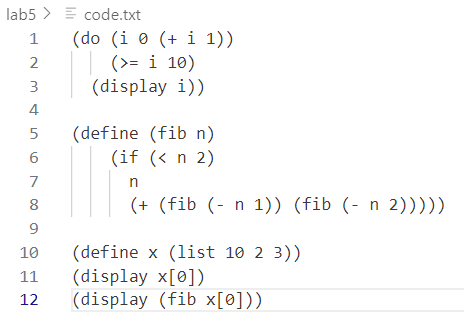 lab5 > code.txt
1 (do (i 0 (+ i 1))
2     (>= i 10)
3   (display i))
4
5 (define (fib n)
6     (if (< n 2)
7       n
8       (+ (fib (- n 1)) (fib (- n 2)))))
9
10 (define x (list 10 2 3))
11 (display x[0])
12 (display (fib x[0]))